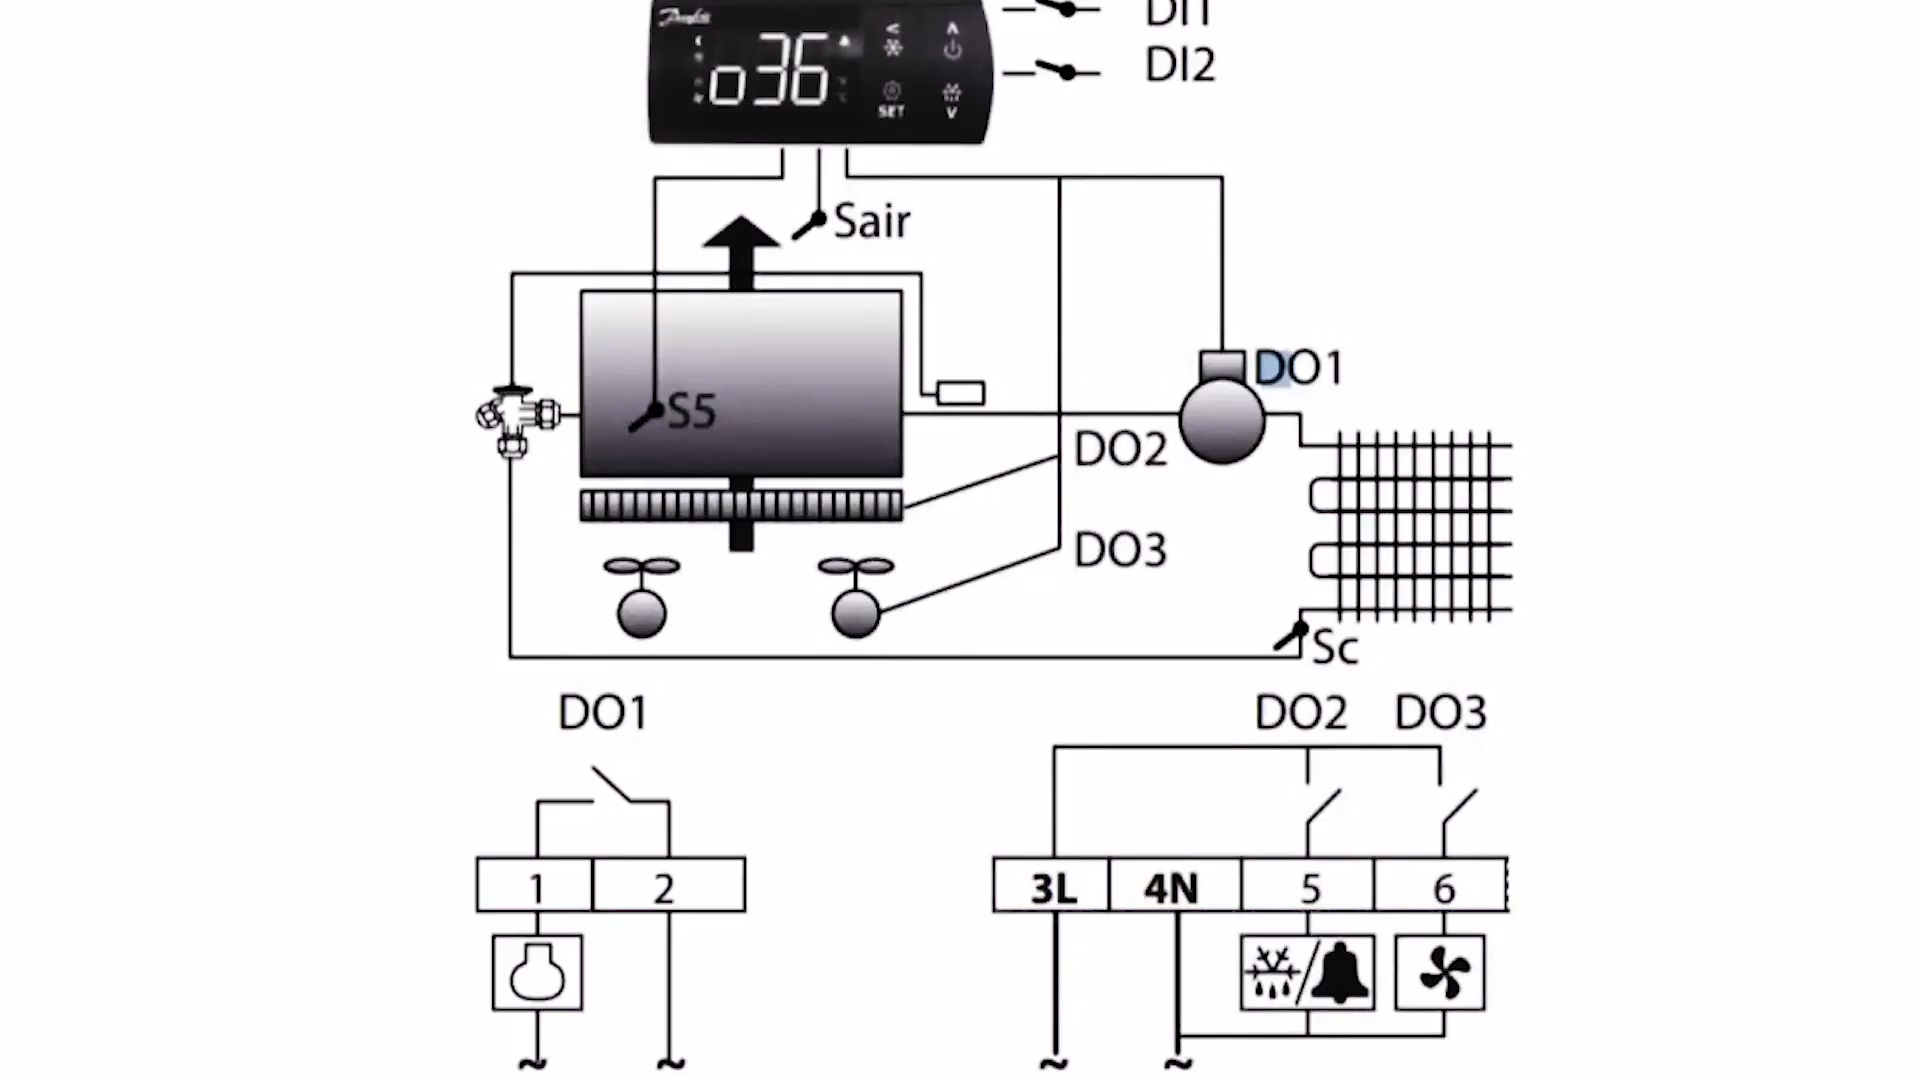 Danfoss
DI1
o36
SET
DI2
Sair
DO1
S5
DO2
DO3
Sc
DO1
DO2 DO3
1 2
3L 4N 5 6